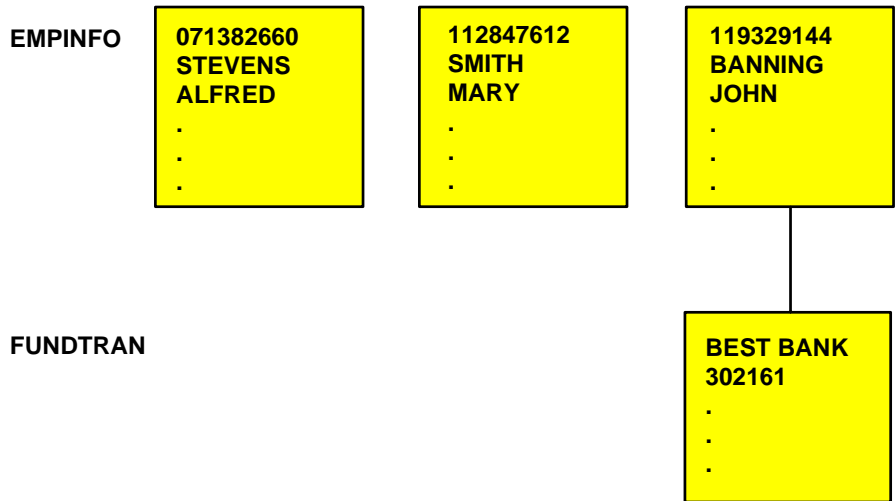 EMPINFO
071382660
STEVENS
ALFRED
.
.
.
112847612
SMITH
MARY
.
.
.
119329144
BANNING
JOHN
.
.
.
FUNDTRAN
BEST BANK
302161
.
.
.